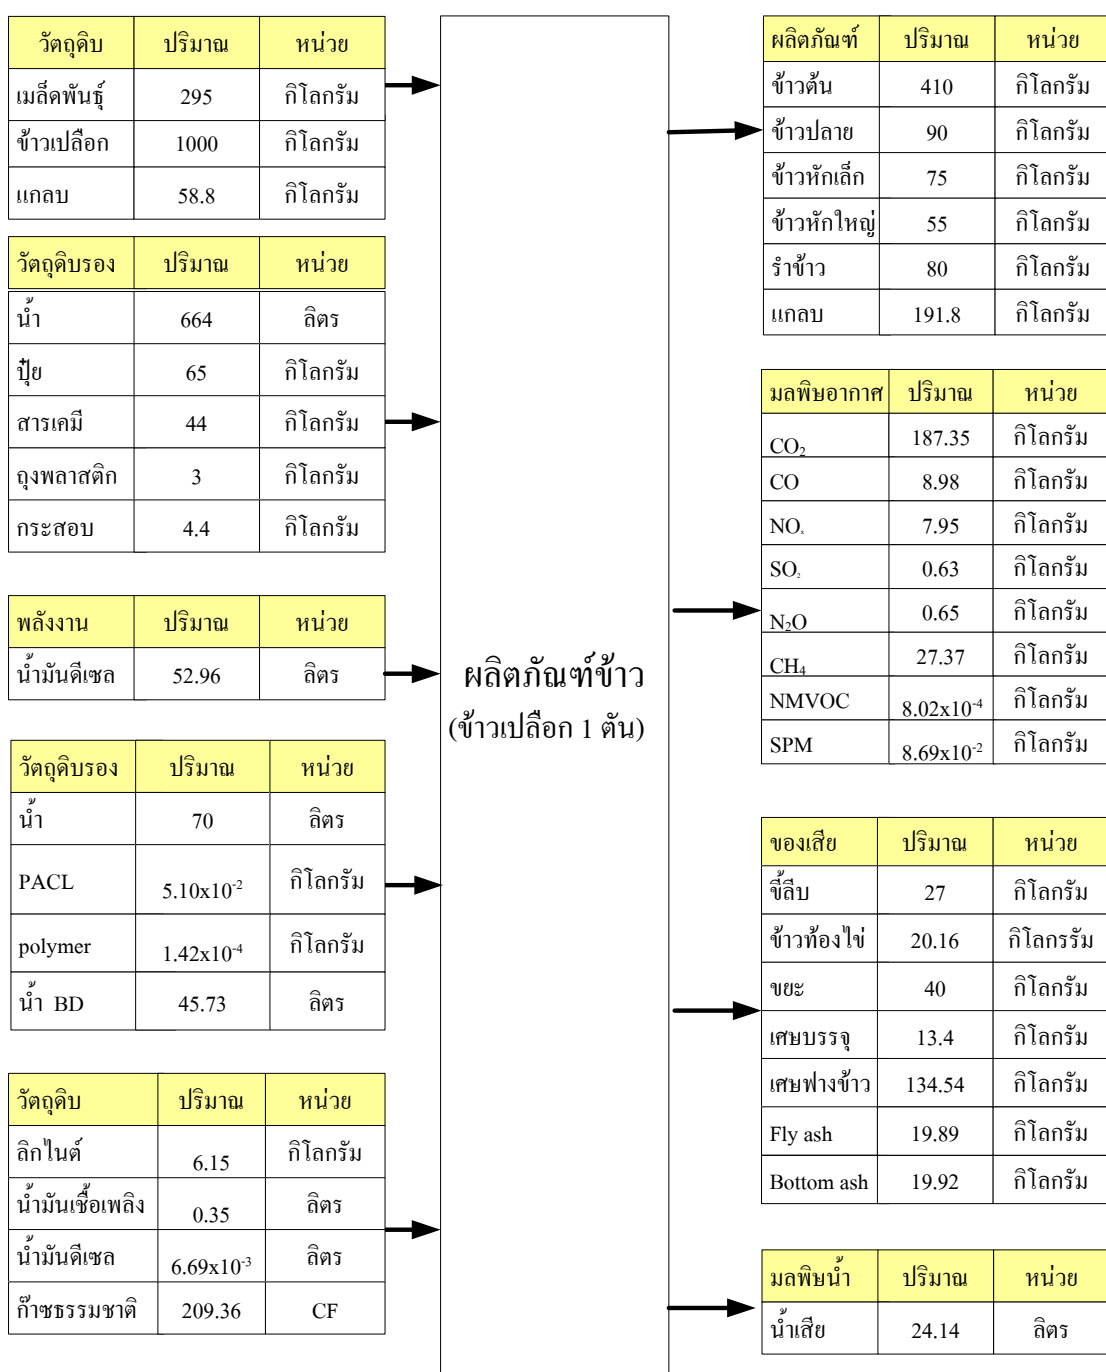 วัตถุดิบ ปริมาณ หน่วย
เมล็ดพันธุ์ 295 กิโลกรัม
ข้าวเปลือก 1000 กิโลกรัม
แกลบ 58.8 กิโลกรัม
วัตถุดิบรอง ปริมาณ หน่วย
น้ำ 664 ลิตร
ปุ๋ย 65 กิโลกรัม
สารเคมี 44 กิโลกรัม
ถุงพลาสติก 3 กิโลกรัม
กระสอบ 4.4 กิโลกรัม
พลังงาน ปริมาณ หน่วย
น้ำมันดีเซล 52.96 ลิตร
วัตถุดิบรอง ปริมาณ หน่วย
น้ำ 70 ลิตร
PACL 5.10x10⁻² กิโลกรัม
polymer 1.42x10⁻⁴ กิโลกรัม
น้ำ BD 45.73 ลิตร
วัตถุดิบ ปริมาณ หน่วย
ลิกไนต์ 6.15 กิโลกรัม
น้ำมันเชื้อเพลิง 0.35 ลิตร
น้ำมันดีเซล 6.69x10⁻³ ลิตร
ก๊าซธรรมชาติ 209.36 CF
ผลิตภัณฑ์ข้าว
(ข้าวเปลือก 1 ตัน)
ผลิตภัณฑ์ ปริมาณ หน่วย
ข้าวต้น 410 กิโลกรัม
ข้าวปลาย 90 กิโลกรัม
ข้าวหักเล็ก 75 กิโลกรัม
ข้าวหักใหญ่ 55 กิโลกรัม
รำข้าว 80 กิโลกรัม
แกลบ 191.8 กิโลกรัม
มลพิษอากาศ ปริมาณ หน่วย
CO₂ 187.35 กิโลกรัม
CO 8.98 กิโลกรัม
NOₓ 7.95 กิโลกรัม
SO₂ 0.63 กิโลกรัม
N₂O 0.65 กิโลกรัม
CH₄ 27.37 กิโลกรัม
NMVOC 8.02x10⁻⁴ กิโลกรัม
SPM 8.69x10⁻² กิโลกรัม
ของเสีย ปริมาณ หน่วย
ขี้ลีบ 27 กิโลกรัม
ข้าวท้องไข่ 20.16 กิโลกรรัม
ขยะ 40 กิโลกรัม
เศษบรรจุ 13.4 กิโลกรัม
เศษฟางข้าว 134.54 กิโลกรัม
Fly ash 19.89 กิโลกรัม
Bottom ash 19.92 กิโลกรัม
มลพิษน้ำ ปริมาณ หน่วย
น้ำเสีย 24.14 ลิตร